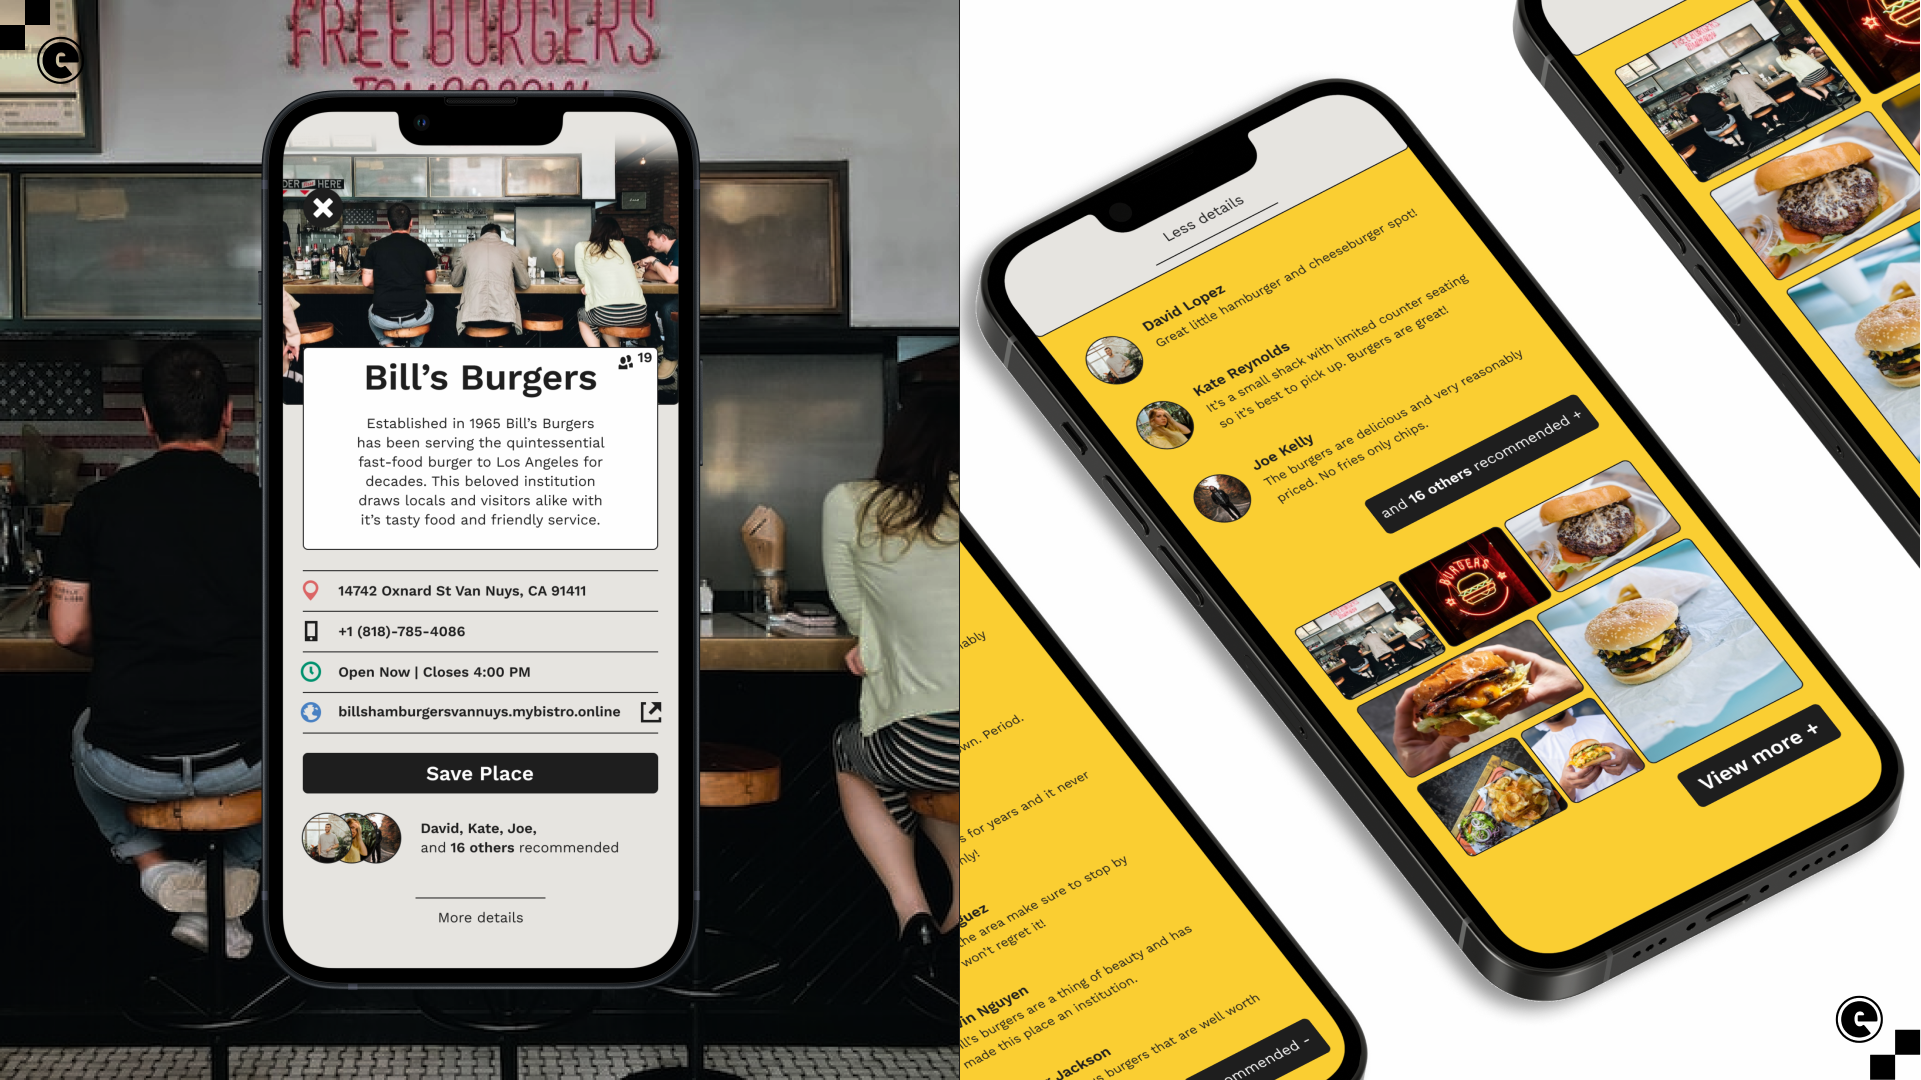 FREE BURGERS
TOMORROW
DER HERE
19
Bill’s Burgers
Established in 1965 Bill’s Burgers
has been serving the quintessential
fast-food burger to Los Angeles for
decades. This beloved institution
draws locals and visitors alike with
it’s tasty food and friendly service.
14742 Oxnard St Van Nuys, CA 91411
+1 (818)-785-4086
Open Now | Closes 4:00 PM
billshamburgersvannuys.mybistro.online
Save Place
David, Kate, Joe,
and 16 others recommended
More details
Less details
David Lopez
Great little hamburger and cheeseburger spot!
Kate Reynolds
It’s a small shack with limited counter seating
so it’s best to pick up. Burgers are great!
Joe Kelly
The burgers are delicious and very reasonably
priced. No fries only chips.
and 16 others recommended +
BURGERS
View more +
nably
wn. Period.
s for years and it never
nly!
guez
the area make sure to stop by
won’t regret it!
vin Nguyen
ill’s burgers are a thing of beauty and has
made this place an institution.
Jackson
s burgers that are well worth
ommended -